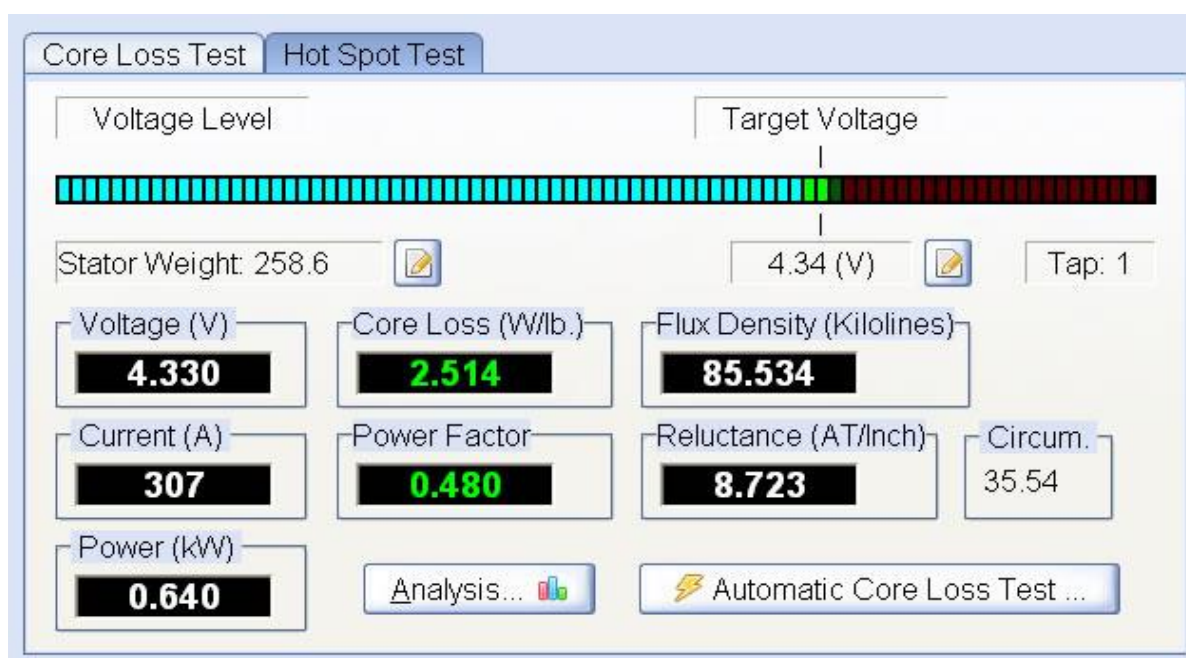 Core Loss Test Hot Spot Test
Voltage Level Target Voltage
Stator Weight: 258.6 4.34 (V) Tap: 1
Voltage (V) Core Loss (W/lb.) Flux Density (Kilolines)
4.330 2.514 85.534
Current (A) Power Factor Reluctance (AT/Inch) Circum.
307 0.480 8.723 35.54
Power (kW)
0.640 Analysis... Automatic Core Loss Test ...